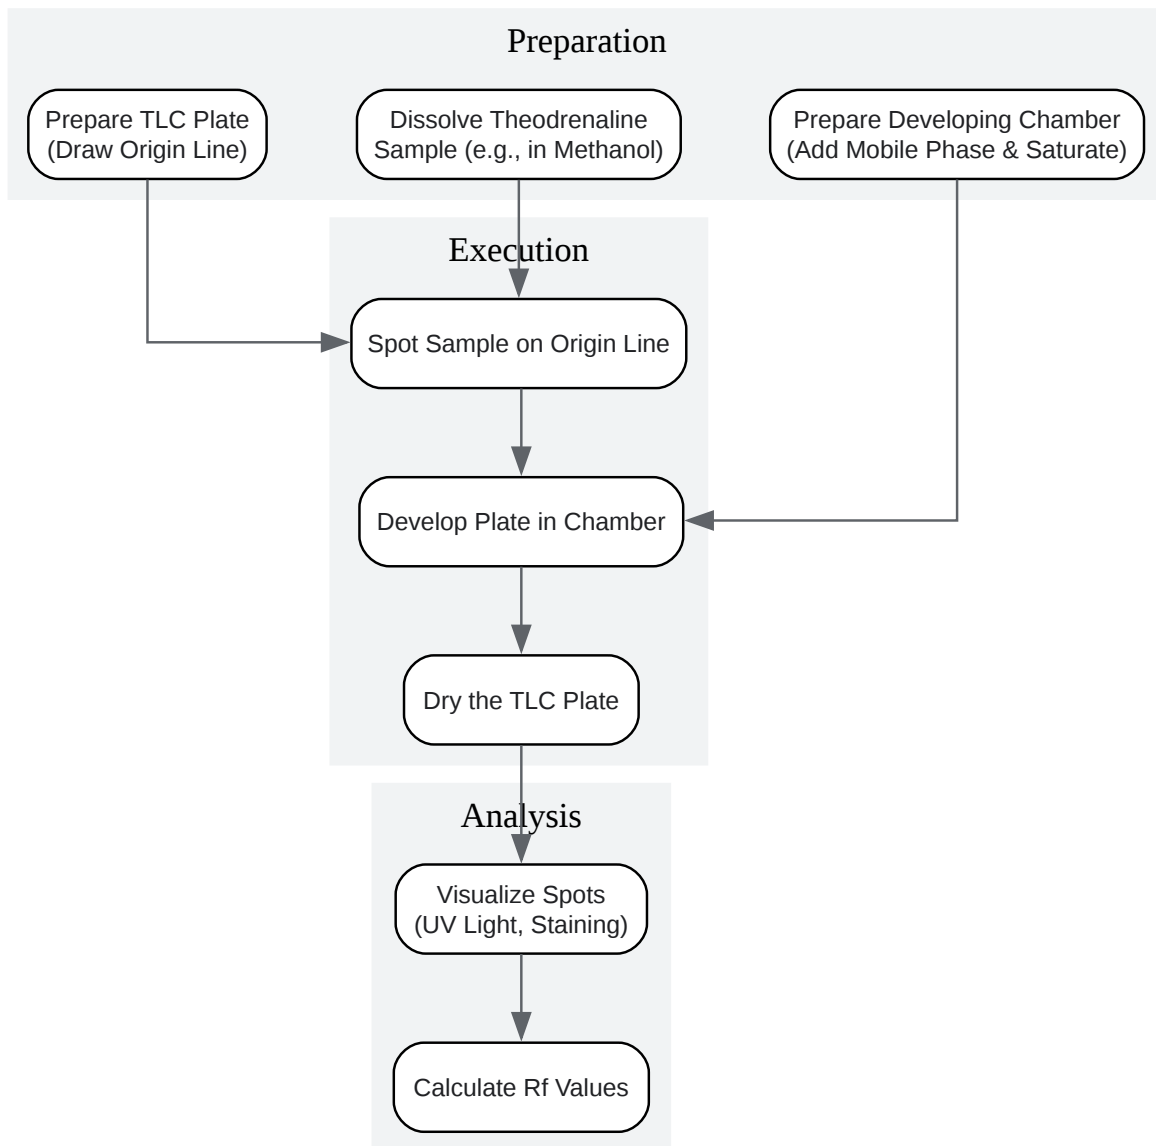 Preparation
Prepare TLC Plate
(Draw Origin Line)
Dissolve Theodrenaline
Sample (e.g., in Methanol)
Prepare Developing Chamber
(Add Mobile Phase & Saturate)
Execution
Spot Sample on Origin Line
Develop Plate in Chamber
Dry the TLC Plate
Analysis
Visualize Spots
(UV Light, Staining)
Calculate Rf Values